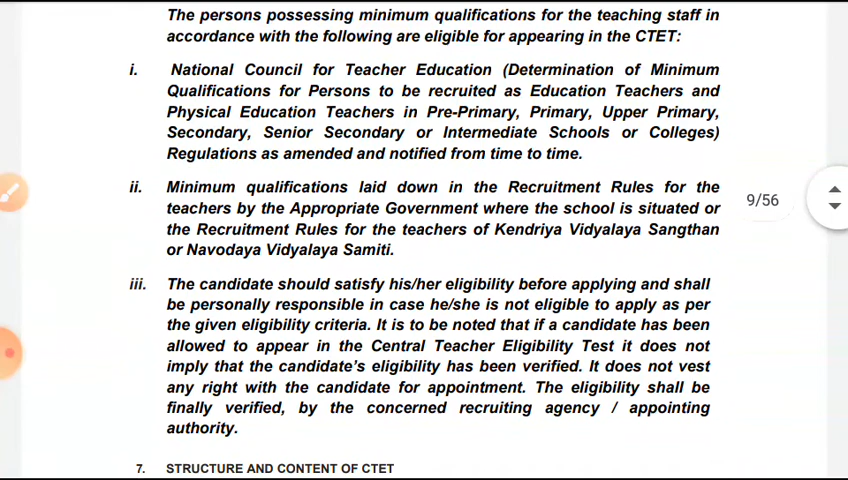 The persons possessing minimum qualifications for the teaching staff in
accordance with the following are eligible for appearing in the CTET:
i. National Council for Teacher Education (Determination of Minimum
Qualifications for Persons to be recruited as Education Teachers and
Physical Education Teachers in Pre-Primary, Primary, Upper Primary,
Secondary, Senior Secondary or Intermediate Schools or Colleges)
Regulations as amended and notified from time to time.
ii. Minimum qualifications laid down in the Recruitment Rules for the
teachers by the Appropriate Government where the school is situated or
the Recruitment Rules for the teachers of Kendriya Vidyalaya Sangthan
or Navodaya Vidyalaya Samiti.
9/56
iii. The candidate should satisfy his/her eligibility before applying and shall
be personally responsible in case he/she is not eligible to apply as per
the given eligibility criteria. It is to be noted that if a candidate has been
allowed to appear in the Central Teacher Eligibility Test it does not
imply that the candidate's eligibility has been verified. It does not vest
any right with the candidate for appointment. The eligibility shall be
finally verified, by the concerned recruiting agency / appointing
authority.
7. STRUCTURE AND CONTENT OF CTET